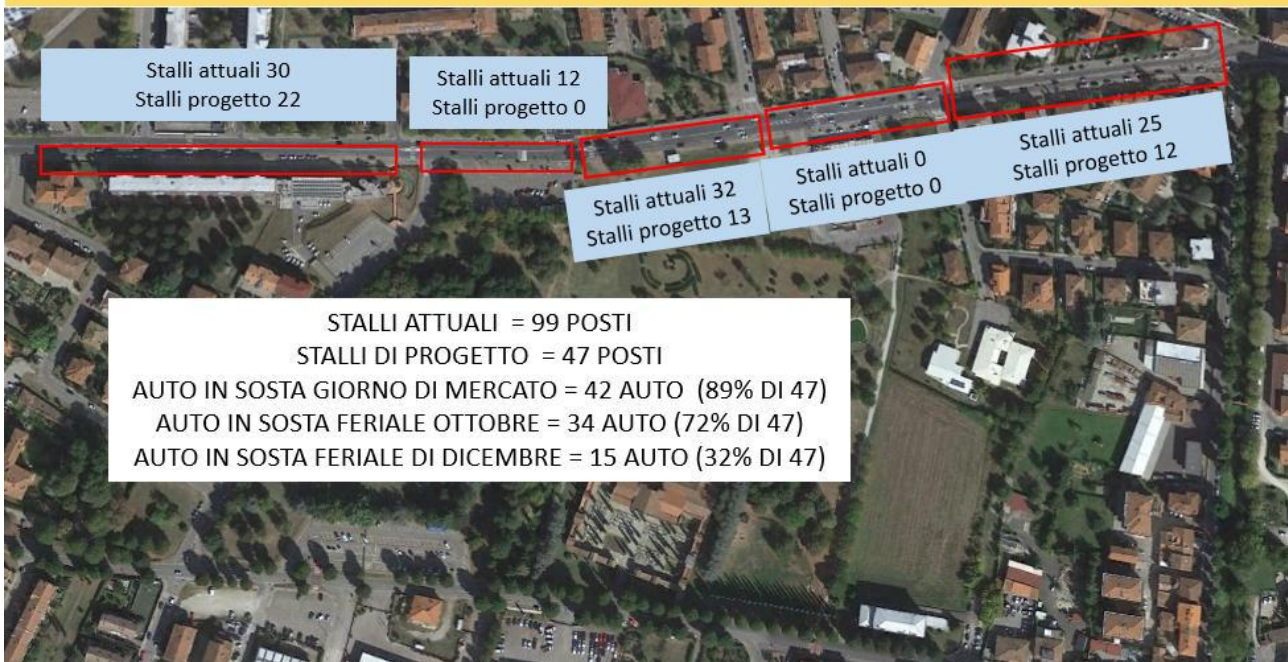 Stalli attuali 30
Stalli progetto 22
Stalli attuali 12
Stalli progetto 0
Stalli attuali 32
Stalli progetto 13
Stalli attuali 0
Stalli progetto 0
Stalli attuali 25
Stalli progetto 12
STALLI ATTUALI = 99 POSTI
STALLI DI PROGETTO = 47 POSTI
AUTO IN SOSTA GIORNO DI MERCATO = 42 AUTO (89% DI 47)
AUTO IN SOSTA FERIALE OTTOBRE = 34 AUTO (72% DI 47)
AUTO IN SOSTA FERIALE DI DICEMBRE = 15 AUTO (32% DI 47)